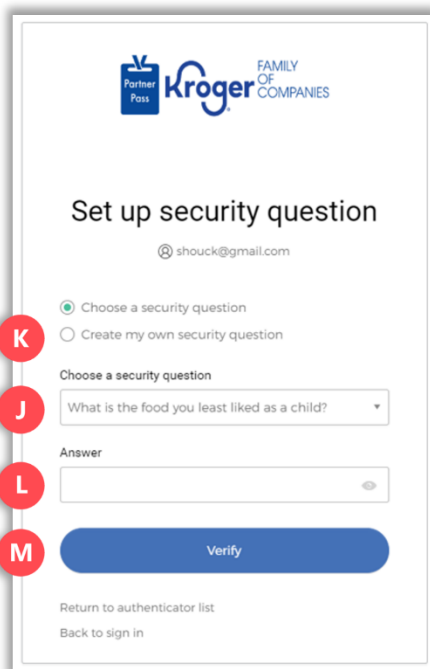 Partner
Pass
Kroger
FAMILY
OF
COMPANIES
Set up security question
shouck@gmail.com
Choose a security question
K
Create my own security question
Choose a security question
J
What is the food you least liked as a child?
Answer
L
M
Verify
Return to authenticator list
Back to sign in